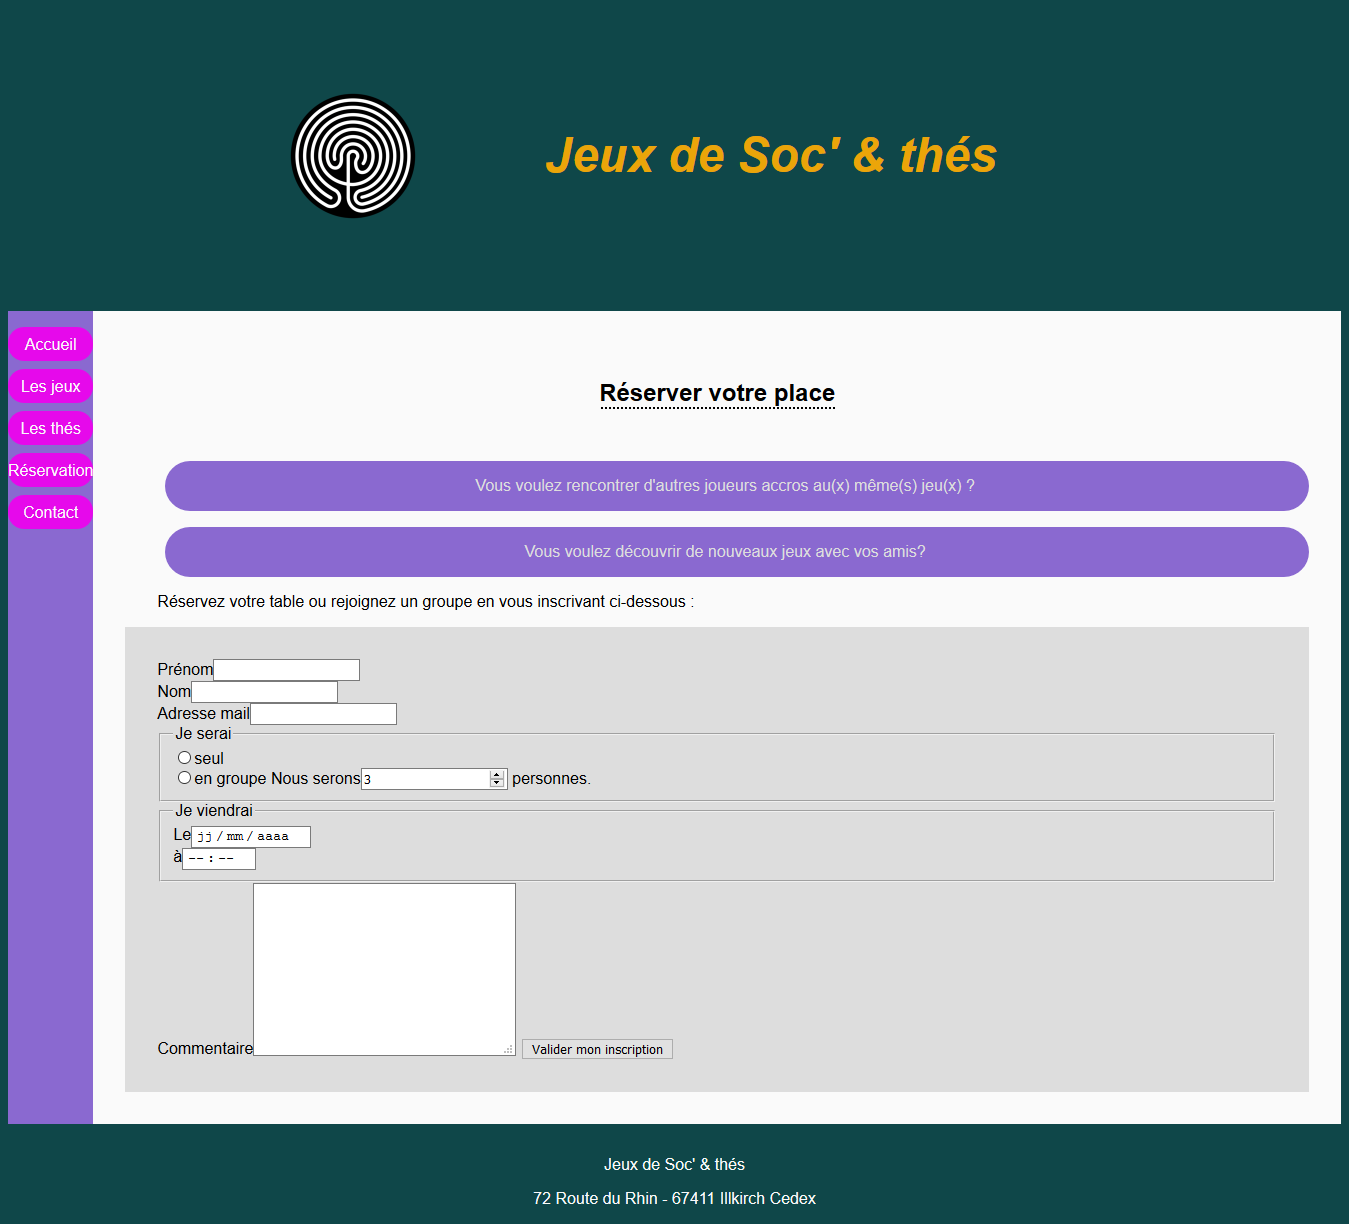 Jeux de Soc' & thés
Accueil
Les jeux
Les thés
Réservation
Contact
Réserver votre place
Vous voulez rencontrer d'autres joueurs accros au(x) même(s) jeu(x) ?
Vous voulez découvrir de nouveaux jeux avec vos amis?
Réservez votre table ou rejoignez un groupe en vous inscrivant ci-dessous :
Prénom
Nom
Adresse mail
Je serai
seul
en groupe Nous serons 3 personnes.
Je viendrai
Le jj / mm / aaaa
à -- : --
Commentaire Valider mon inscription
Jeux de Soc' & thés
72 Route du Rhin - 67411 Illkirch Cedex